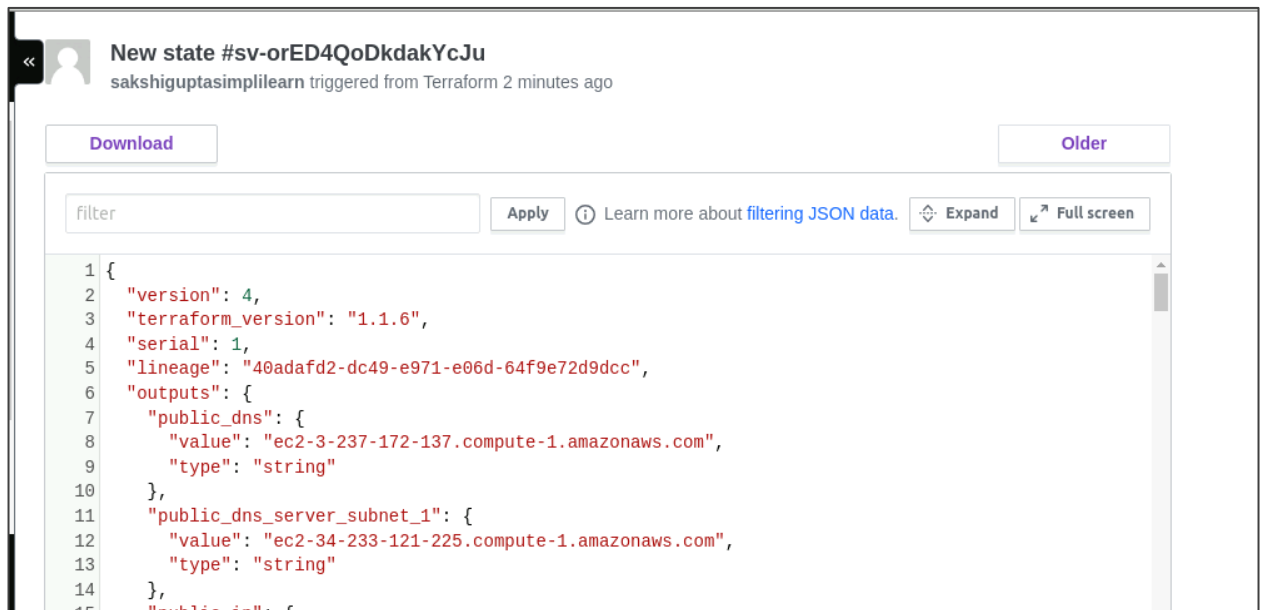 «
New state #sv-orED4QoDkdakYcJu
sakshiguptasimplilearn triggered from Terraform 2 minutes ago
Download
Older
filter
Apply
Learn more about filtering JSON data.
Expand
Full screen
1 {
2 "version": 4,
3 "terraform_version": "1.1.6",
4 "serial": 1,
5 "lineage": "40adafd2-dc49-e971-e06d-64f9e72d9dcc",
6 "outputs": {
7 "public_dns": {
8 "value": "ec2-3-237-172-137.compute-1.amazonaws.com",
9 "type": "string"
10 },
11 "public_dns_server_subnet_1": {
12 "value": "ec2-34-233-121-225.compute-1.amazonaws.com",
13 "type": "string"
14 },
15 "public_ip": {